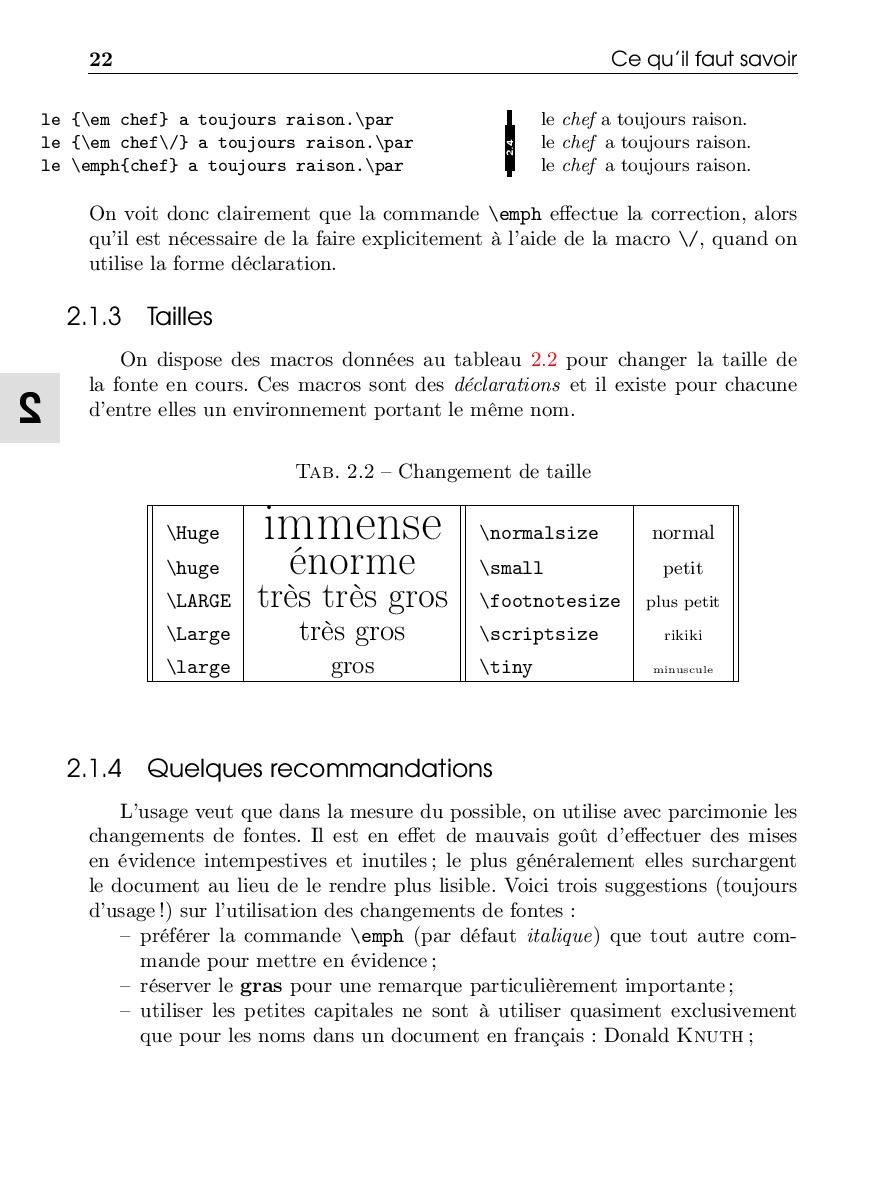 22 Ce qu'il faut savoir
le {\em chef} a toujours raison.\par
le {\em chef\/} a toujours raison.\par
le \emph{chef} a toujours raison.\par
2.4
le chef a toujours raison.
le chef a toujours raison.
le chef a toujours raison.
On voit donc clairement que la commande \emph effectue la correction, alors
qu'il est nécessaire de la faire explicitement à l'aide de la macro \/, quand on
utilise la forme déclaration.
2.1.3 Tailles
On dispose des macros données au tableau 2.2 pour changer la taille de
la fonte en cours. Ces macros sont des déclarations et il existe pour chacune
d'entre elles un environnement portant le même nom.
2
TAB. 2.2 – Changement de taille
\Huge immense \normalsize normal
\huge énorme \small petit
\LARGE très très gros \footnotesize plus petit
\Large très gros \scriptsize rikiki
\large gros \tiny minuscule
2.1.4 Quelques recommandations
L'usage veut que dans la mesure du possible, on utilise avec parcimonie les
changements de fontes. Il est en effet de mauvais goût d'effectuer des mises
en évidence intempestives et inutiles ; le plus généralement elles surchargent
le document au lieu de le rendre plus lisible. Voici trois suggestions (toujours
d'usage !) sur l'utilisation des changements de fontes :
– préférer la commande \emph (par défaut italique) que tout autre com-
mande pour mettre en évidence ;
– réserver le gras pour une remarque particulièrement importante ;
– utiliser les petites capitales ne sont à utiliser quasiment exclusivement
que pour les noms dans un document en français : Donald KNUTH ;